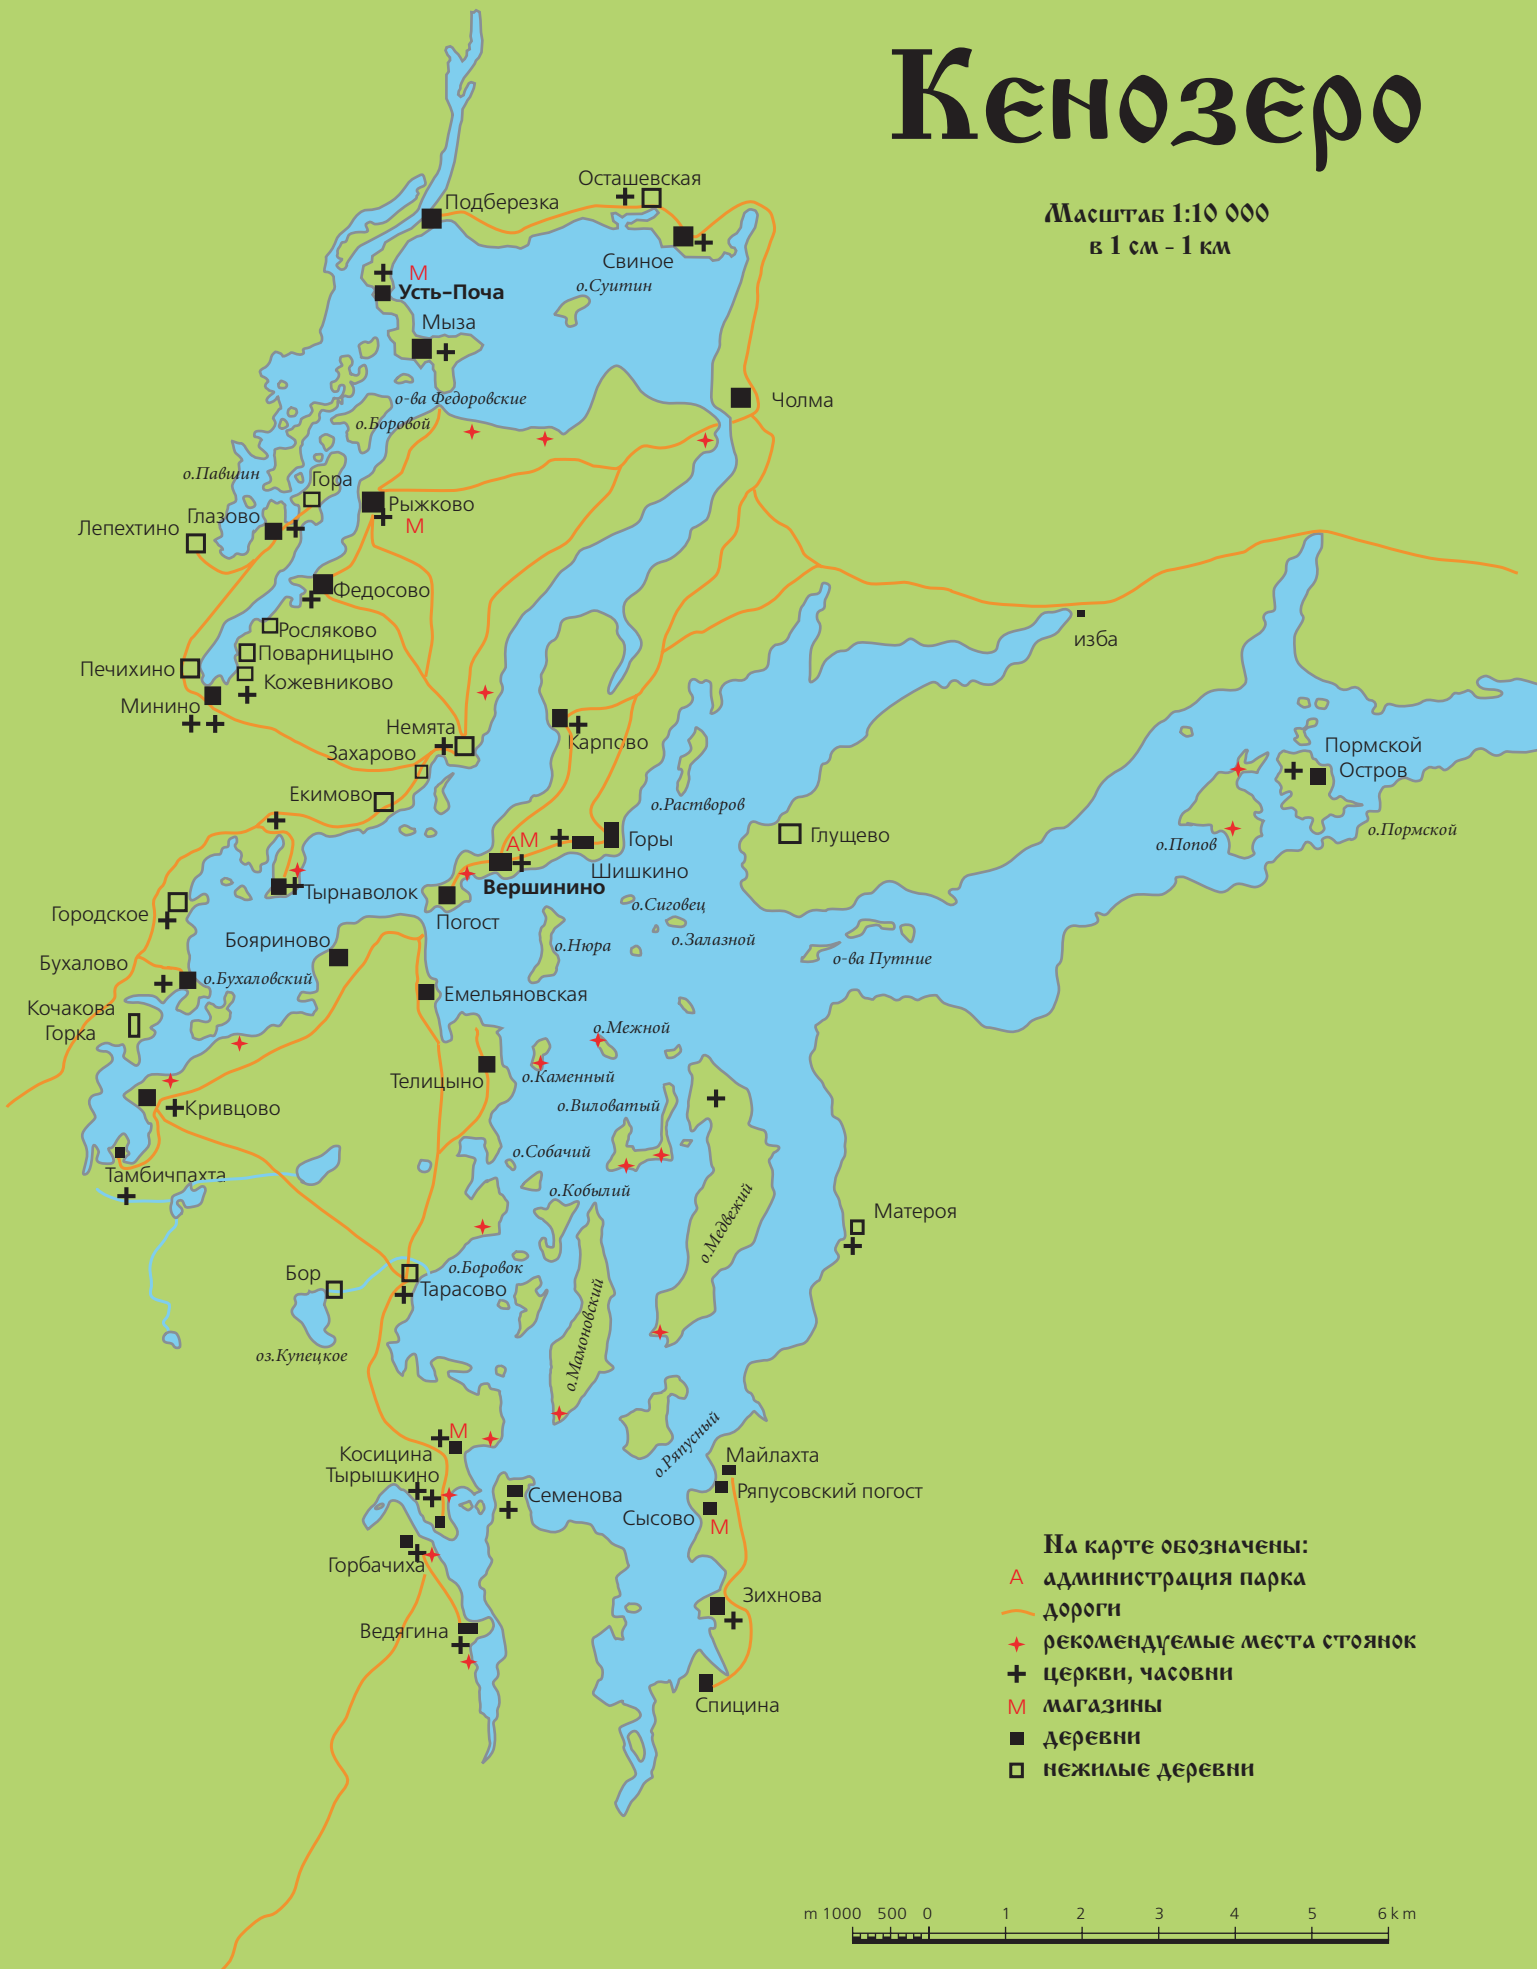 Кенозеро
Масштаб 1:10 000
в 1 см - 1 км
Осташевская
Подберезка
Свиное
о.Суитин
М
Усть-Поча
Мыза
о-ва Федоровские
Чолма
о.Боровой
о.Павшин
Гора
Рыжково
М
Глазово
Лепехтино
Федосово
Росляково
изба
Поварницыно
Печихино
Кожевниково
Минино
Немята
Карпово
Захарово
Пормской
Остров
Екимово
о.Растворов
А
М
Горы
Глущево
о.Пормской
о.Попов
Шишкино
Вершинино
Тырнаволок
о.Сиговец
Городское
Погост
Бояриново
о.Нюра
о.Залазной
о-ва Путние
Бухалово
о.Бухаловский
Емельяновская
Кочакова
Горка
о.Межной
Телицыно
о.Каменный
о.Виловатый
Кривцово
о.Собачий
Тамбичпахта
о.Кобылий
о.Медвежий
Матероя
о.Боровок
Бор
Тарасово
о.Мамоновский
оз.Купецкое
М
Косицина
о.Ряпусный
Майлахта
Тырышкино
Семенова
Ряпусовский погост
Сысово
М
Горбачиха
Зихнова
Ведягина
Спицина
На карте обозначены:
А администрация парка
дороги
рекомендуемые места стоянок
церкви, часовни
М магазины
деревни
нежилые деревни
m 1000 500 0 1 2 3 4 5 6 km